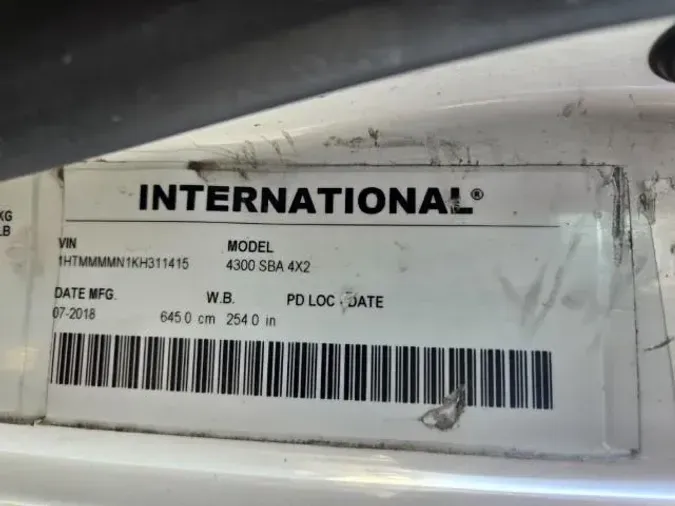 INTERNATIONAL®
KG
LB
VIN MODEL
1HTMMMMN1KH311415 4300 SBA 4X2
DATE MFG. W.B. PD LOC - DATE
07-2018 645.0 cm 254.0 in